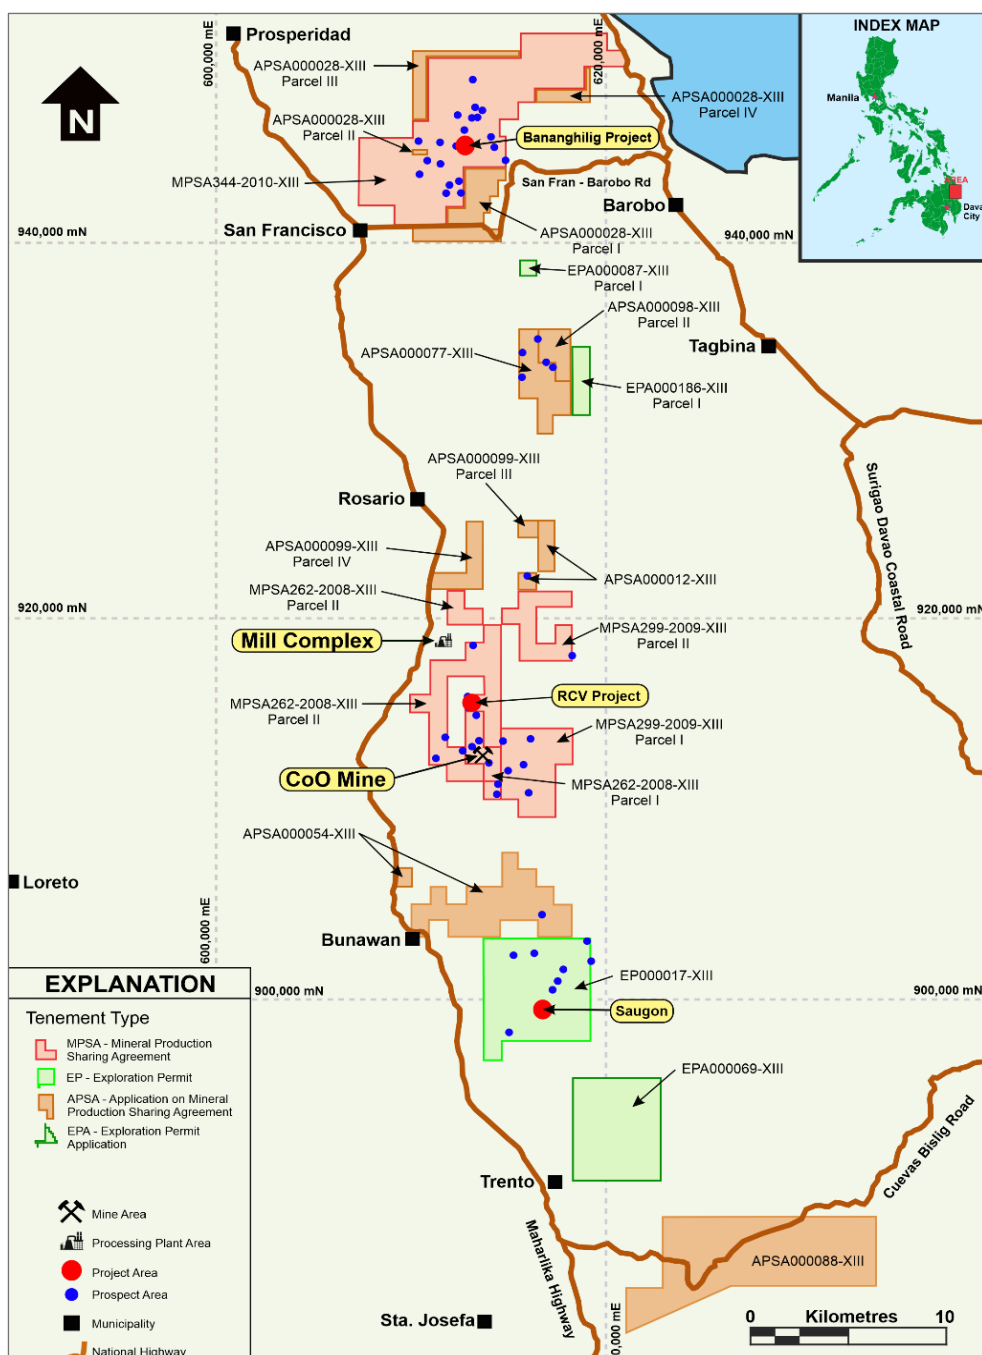 Prosperidad
600,000 mE
620,000 mE
INDEX MAP
Manila
AREA
Davao
City
N
APSA000028-XIII
Parcel III
APSA000028-XIII
Parcel IV
APSA000028-XIII
Parcel II
Bananghilig Project
MPSA344-2010-XIII
San Fran - Barobo Rd
Barobo
San Francisco
APSA000028-XIII
Parcel I
940,000 mN
940,000 mN
EPA000087-XIII
Parcel I
APSA000098-XIII
Parcel II
Tagbina
APSA000077-XIII
EPA000186-XIII
Parcel I
APSA000099-XIII
Parcel III
Rosario
Surigao Davao Coastal Road
APSA000099-XIII
Parcel IV
APSA000012-XIII
MPSA262-2008-XIII
Parcel II
920,000 mN
920,000 mN
MPSA299-2009-XIII
Parcel II
Mill Complex
RCV Project
MPSA262-2008-XIII
Parcel II
MPSA299-2009-XIII
Parcel I
CoO Mine
MPSA262-2008-XIII
Parcel I
APSA000054-XIII
Loreto
600,000 mE
Bunawan
EP000017-XIII
900,000 mN
900,000 mN
Saugon
EPA000069-XIII
Trento
Cuevas Bislig Road
Maharlika Highway
APSA000088-XIII
Sta. Josefa
0 Kilometres 10
EXPLANATION
Tenement Type
MPSA - Mineral Production
Sharing Agreement
EP - Exploration Permit
APSA - Application on Mineral
Production Sharing Agreement
EPA - Exploration Permit
Application
Mine Area
Processing Plant Area
Project Area
Prospect Area
Municipality
National Highway